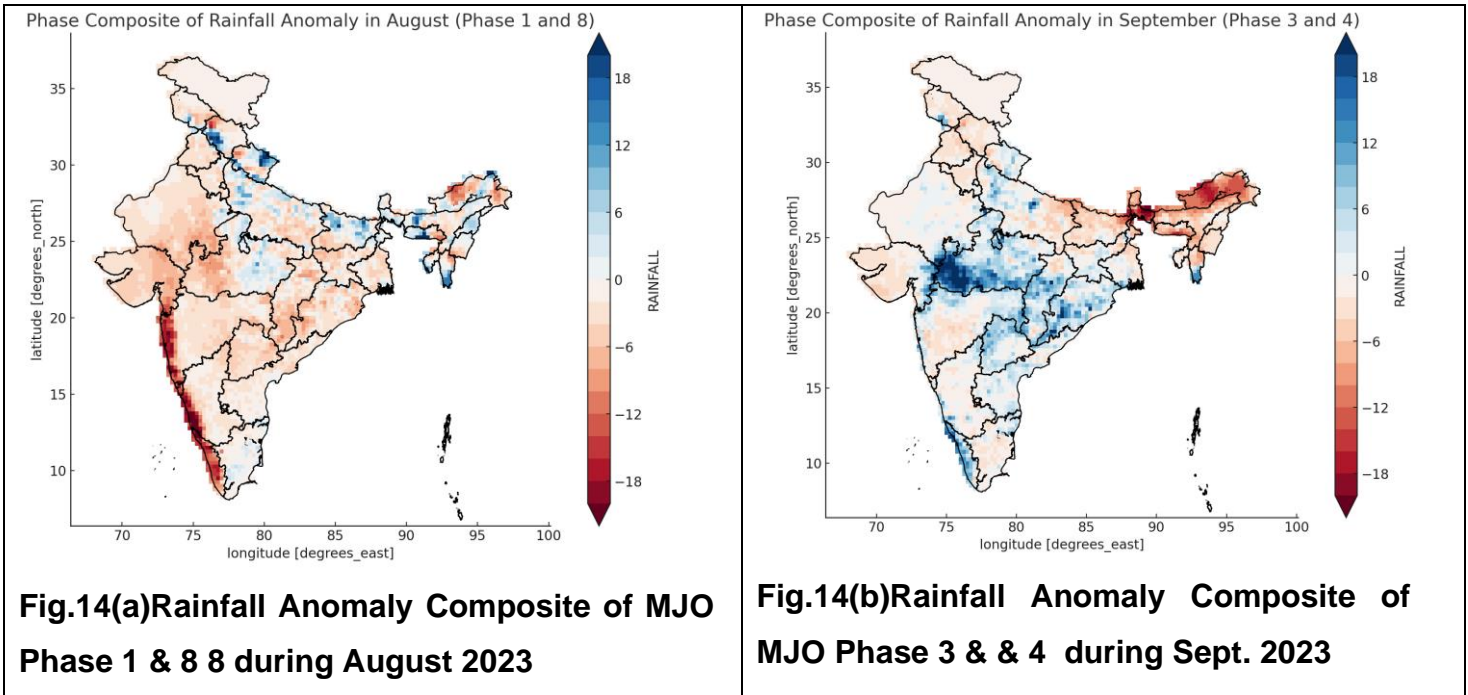 Phase Composite of Rainfall Anomaly in August (Phase 1 and 8)
35
30
25
20
15
10
latitude [degrees_north]
70 75 80 85 90 95 100
longitude [degrees_east]
18
12
6
0
−6
−12
−18
RAINFALL
Fig.14(a)Rainfall Anomaly Composite of MJO
Phase 1 & 8 8 during August 2023
Phase Composite of Rainfall Anomaly in September (Phase 3 and 4)
35
30
25
20
15
10
latitude [degrees_north]
70 75 80 85 90 95 100
longitude [degrees_east]
18
12
6
0
−6
−12
−18
RAINFALL
Fig.14(b)Rainfall Anomaly Composite of
MJO Phase 3 & & 4 during Sept. 2023